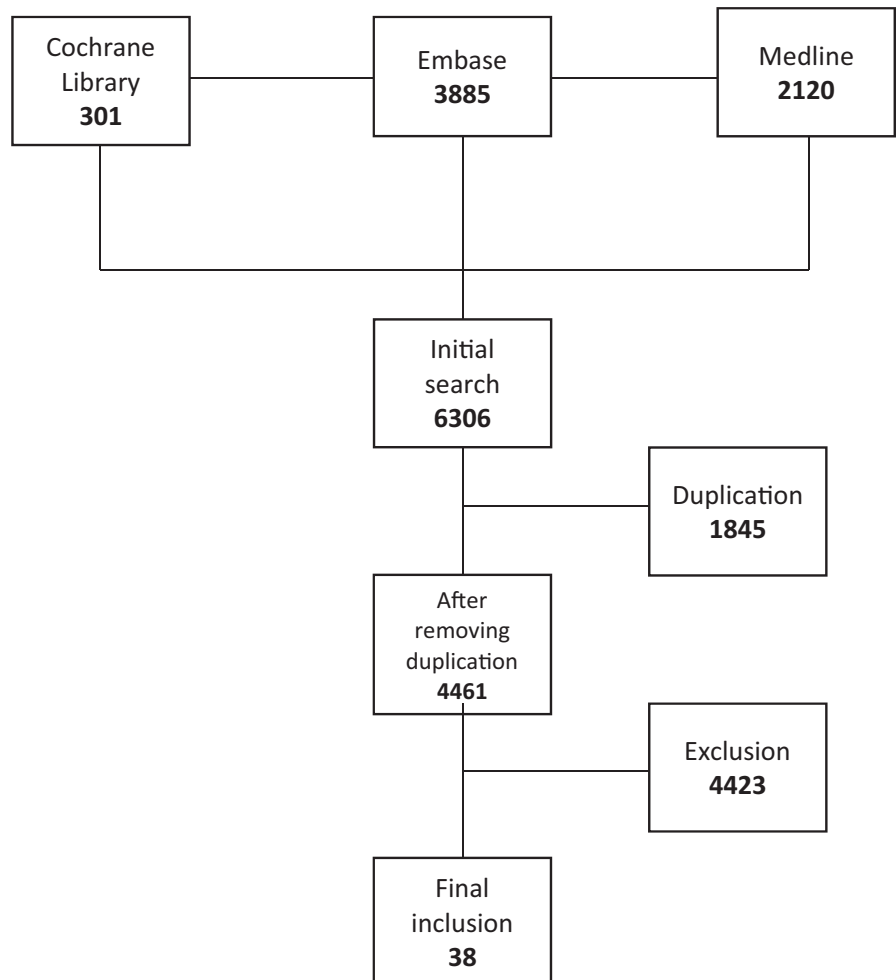 Cochrane
Library
301
Embase
3885
Medline
2120
Initial
search
6306
Duplication
1845
After
removing
duplication
4461
Exclusion
4423
Final
inclusion
38